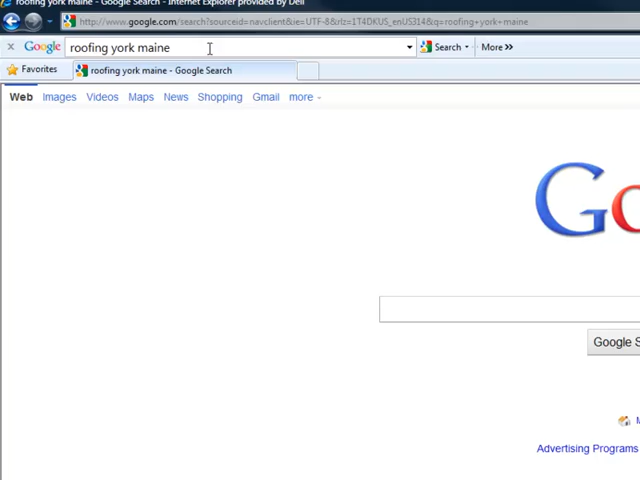 roofing york maine - Google Search - Internet Explorer provided by Dell
http://www.google.com/search?sourceid=navclient&ie=UTF-8&rlz=1T4DKUS_enUS314&q=roofing+york+maine
Google roofing york maine Search More
Favorites roofing york maine - Google Search
Web Images Videos Maps News Shopping Gmail more
Go
Google S
M
Advertising Programs